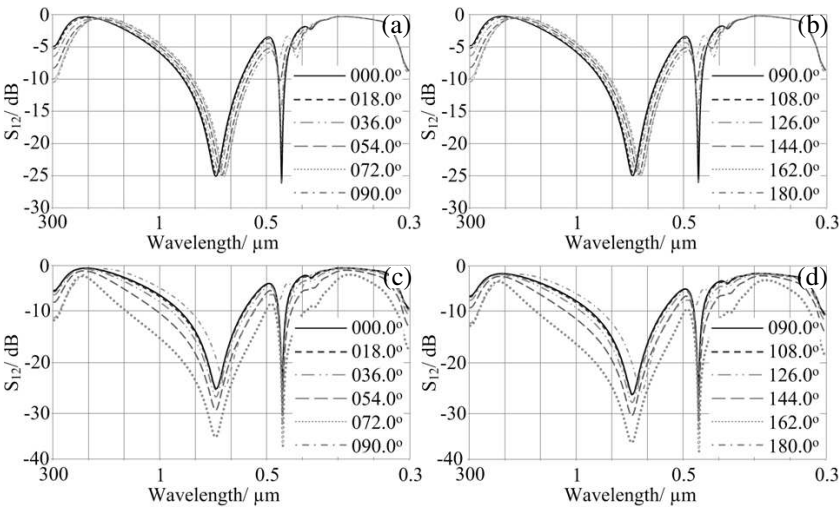 (a)
S12/ dB
0
-5
-10
-15
-20
-25
-30
000.0º
018.0º
036.0º
054.0º
072.0º
090.0º
300
1
0.5
0.3
Wavelength/ µm
(b)
S12/ dB
0
-5
-10
-15
-20
-25
-30
090.0º
108.0º
126.0º
144.0º
162.0º
180.0º
300
1
0.5
0.3
Wavelength/ µm
(c)
S12/ dB
0
-10
-20
-30
-40
000.0º
018.0º
036.0º
054.0º
072.0º
090.0º
300
1
0.5
0.3
Wavelength/ µm
(d)
S12/ dB
0
-10
-20
-30
-40
090.0º
108.0º
126.0º
144.0º
162.0º
180.0º
300
1
0.5
0.3
Wavelength/ µm